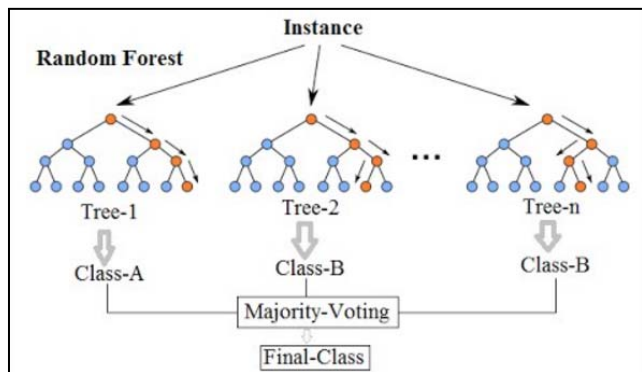 Instance
Random Forest
...
Tree-1 Tree-2 Tree-n
Class-A Class-B Class-B
Majority-Voting
Final-Class